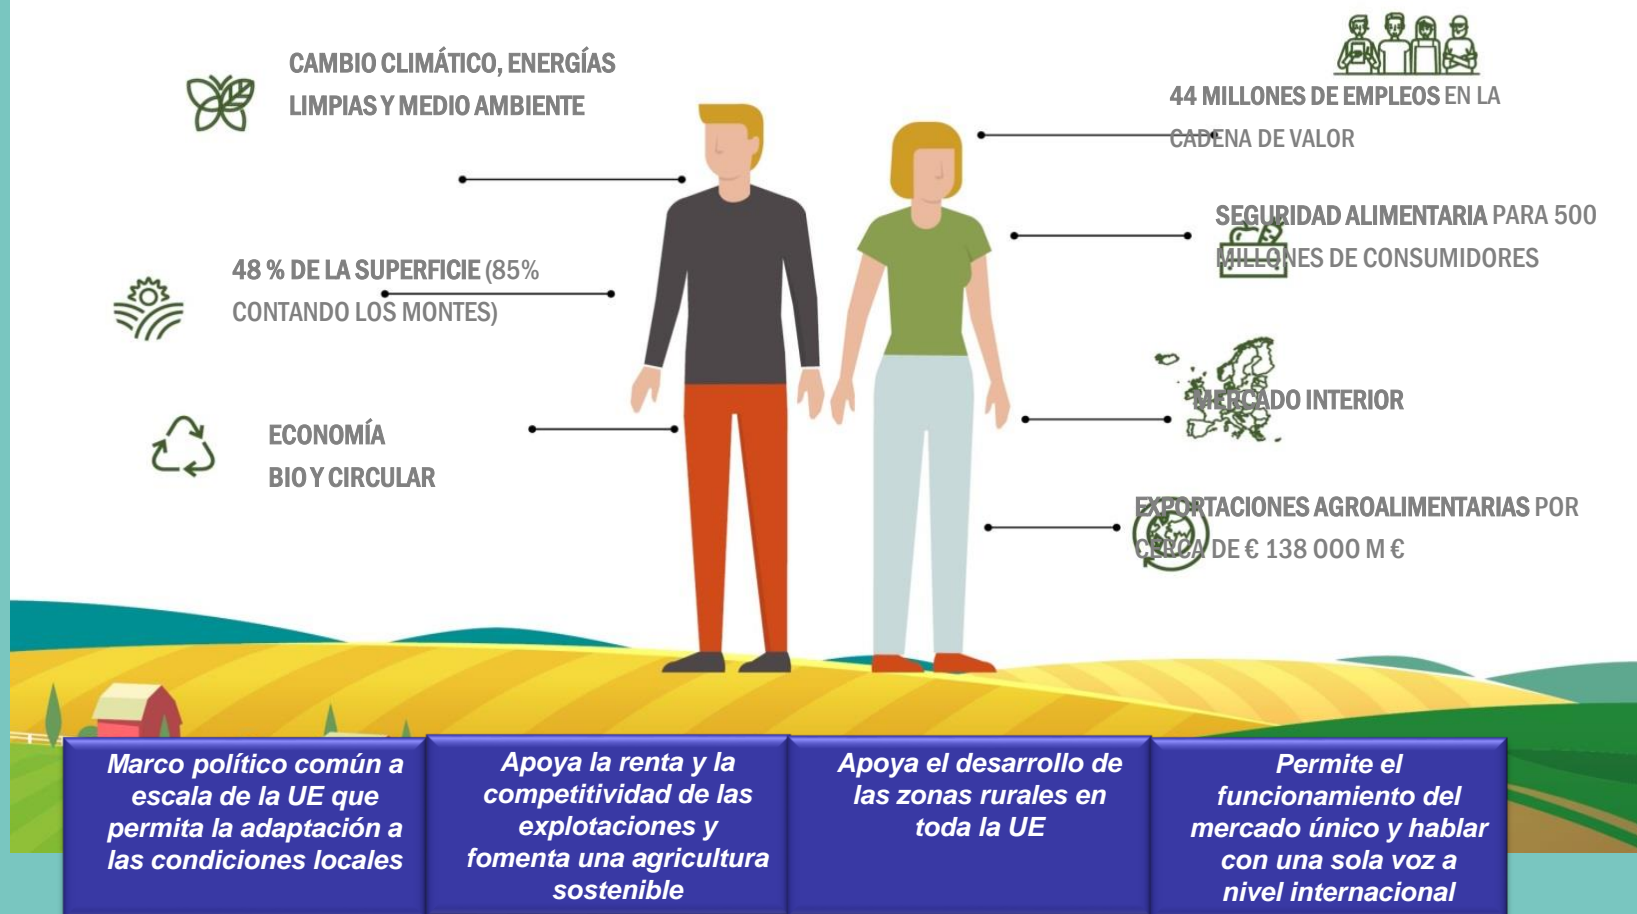 CAMBIO CLIMÁTICO, ENERGÍAS
LIMPIAS Y MEDIO AMBIENTE
48 % DE LA SUPERFICIE (85%
CONTANDO LOS MONTES)
ECONOMÍA
BIO Y CIRCULAR
44 MILLONES DE EMPLEOS EN LA
CADENA DE VALOR
SEGURIDAD ALIMENTARIA PARA 500
MILLONES DE CONSUMIDORES
MERCADO INTERIOR
EXPORTACIONES AGROALIMENTARIAS POR
CERCA DE € 138 000 M €
Marco político común a
escala de la UE que
permita la adaptación a
las condiciones locales
Apoya la renta y la
competitividad de las
explotaciones y
fomenta una agricultura
sostenible
Apoya el desarrollo de
las zonas rurales en
toda la UE
Permite el
funcionamiento del
mercado único y hablar
con una sola voz a
nivel internacional